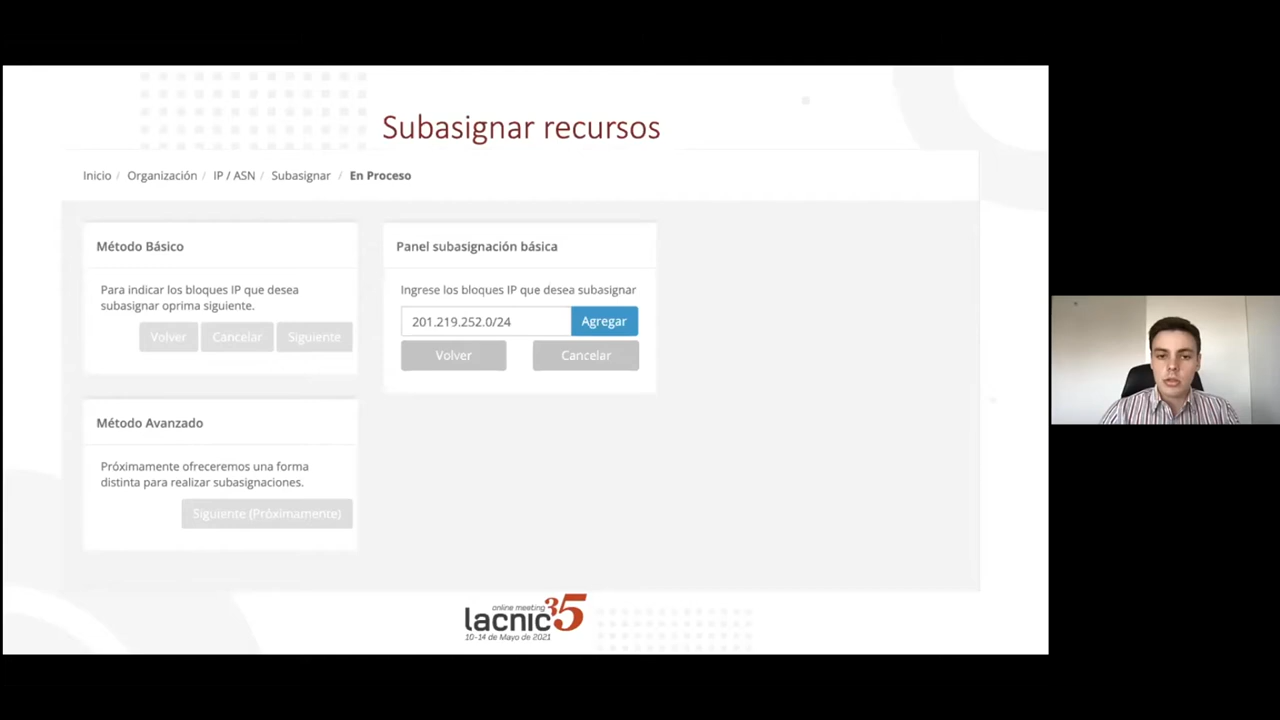 Subasignar recursos
Inicio / Organización / IP / ASN / Subasignar / En Proceso
Método Básico
Para indicar los bloques IP que desea
subasignar oprima siguiente.
Volver Cancelar Siguiente
Panel subasignación básica
Ingrese los bloques IP que desea subasignar
201.219.252.0/24 Agregar
Volver Cancelar
Método Avanzado
Próximamente ofreceremos una forma
distinta para realizar subasignaciones.
Siguiente (Próximamente)
online meeting
lacnic35
10-14 de Mayo de 2021